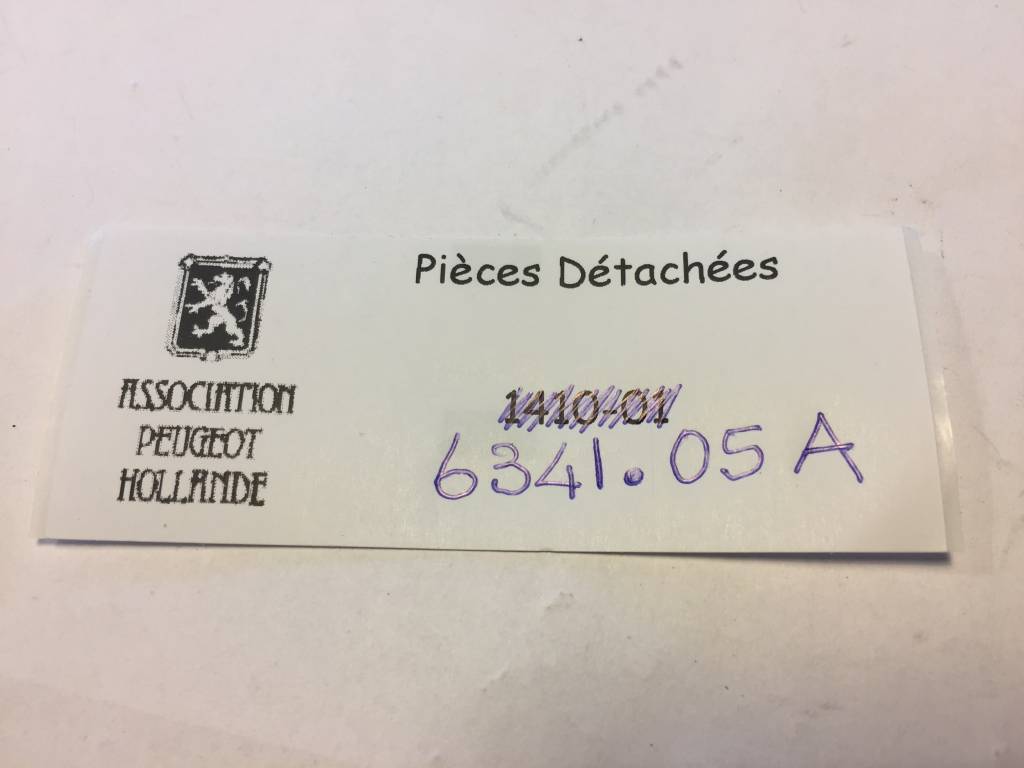 Pièces Détachées
ASSOCIATION
PEUGEOT
HOLLANDE
1410-01
6341.05 A